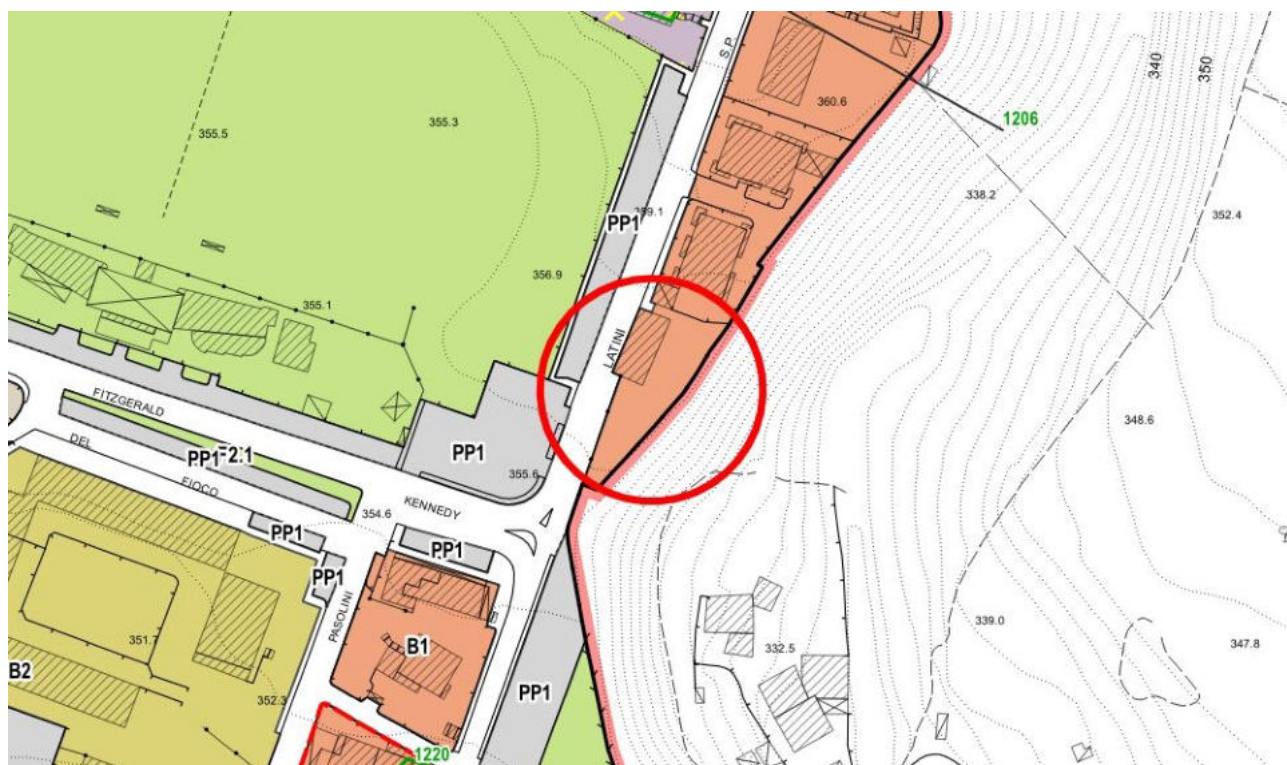 S.P.
340
350
360.6
1206
355.3
355.5
338.2
352.4
PP1
356.9
355.1
LATINI
FITZGERALD
PP1
348.6
355.6
DEL
PP1
FIOCO
KENNEDY
354.6
PP1
PP1
PP1
PASOLINI
339.0
332.5
347.8
351.7
B1
B2
352.3
PP1
1220